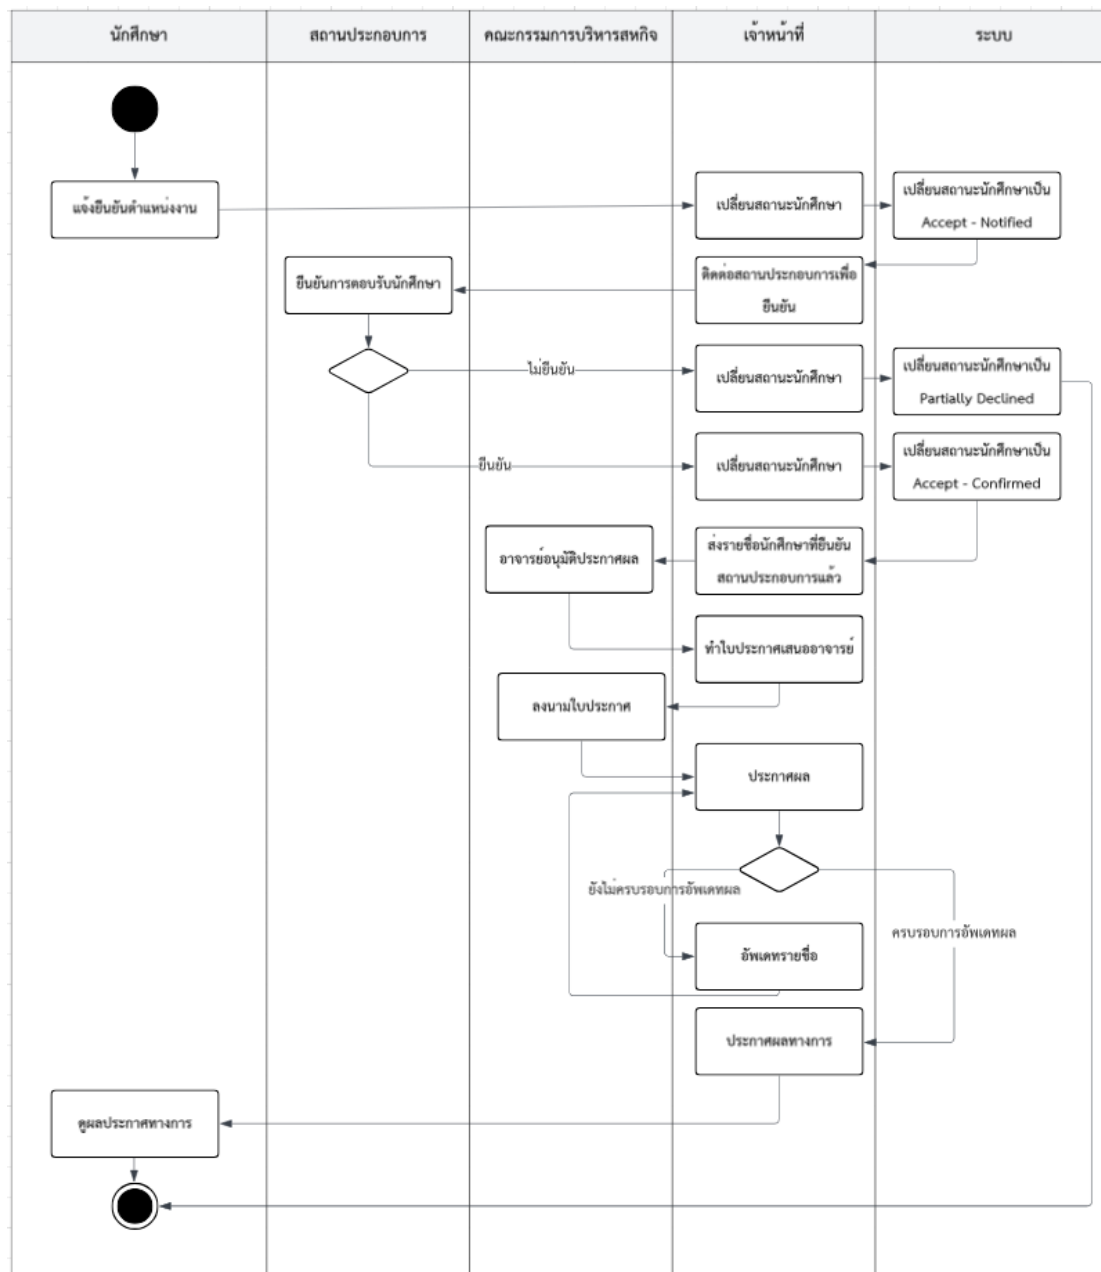 นักศึกษา
สถานประกอบการ
คณะกรรมการบริหารสหกิจ
เจ้าหน้าที่
ระบบ
แจ้งยืนยันตำแหน่งงาน
เปลี่ยนสถานะนักศึกษา
เปลี่ยนสถานะนักศึกษาเป็น
Accept - Notified
ยืนยันการตอบรับนักศึกษา
ติดต่อสถานประกอบการเพื่อ
ยืนยัน
ไม่ยืนยัน
เปลี่ยนสถานะนักศึกษา
เปลี่ยนสถานะนักศึกษาเป็น
Partially Declined
ยืนยัน
เปลี่ยนสถานะนักศึกษา
เปลี่ยนสถานะนักศึกษาเป็น
Accept - Confirmed
อาจารย์อนุมัติประกาศผล
ส่งรายชื่อนักศึกษาที่ยืนยัน
สถานประกอบการแล้ว
ทำใบประกาศเสนออาจารย์
ลงนามใบประกาศ
ประกาศผล
ยังไม่ครบรอบการอัพเดทผล
ครบรอบการอัพเดทผล
อัพเดทรายชื่อ
ประกาศผลทางการ
ดูผลประกาศทางการ